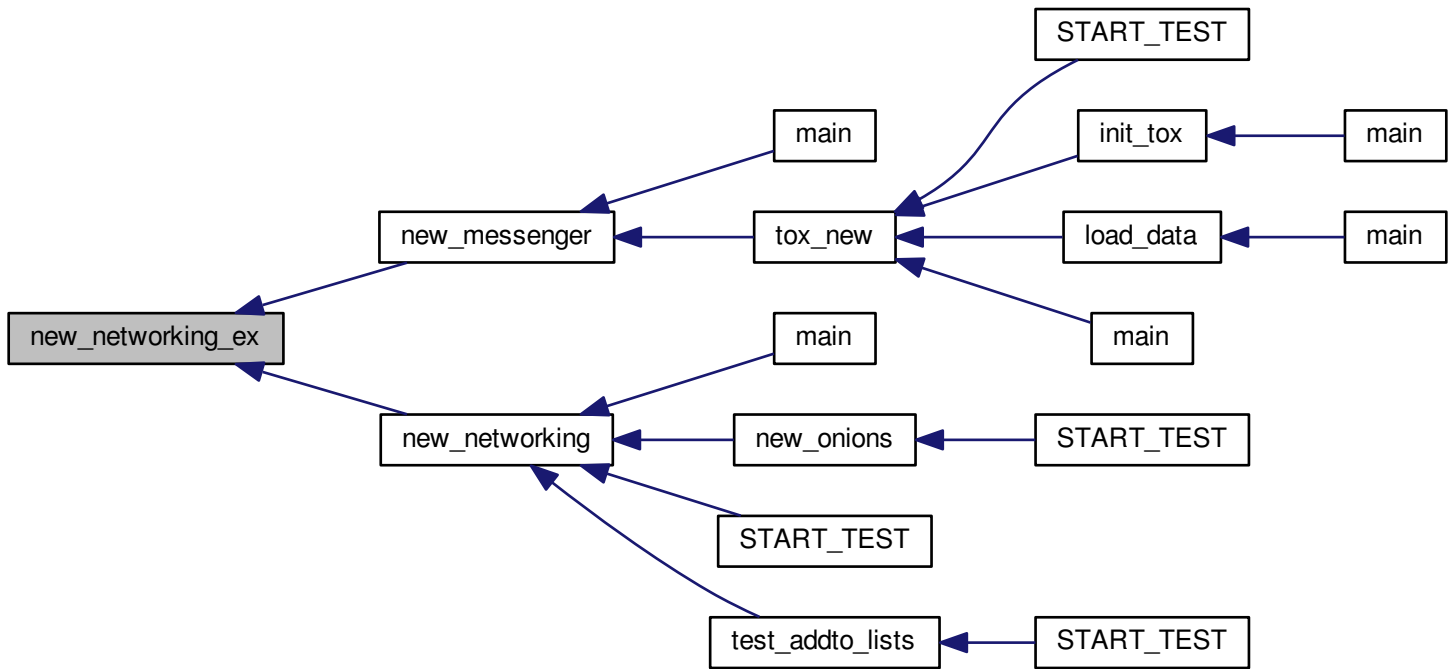 START_TEST
main
init_tox
main
new_messenger
tox_new
load_data
main
new_networking_ex
main
main
new_networking
new_onions
START_TEST
START_TEST
test_addto_lists
START_TEST